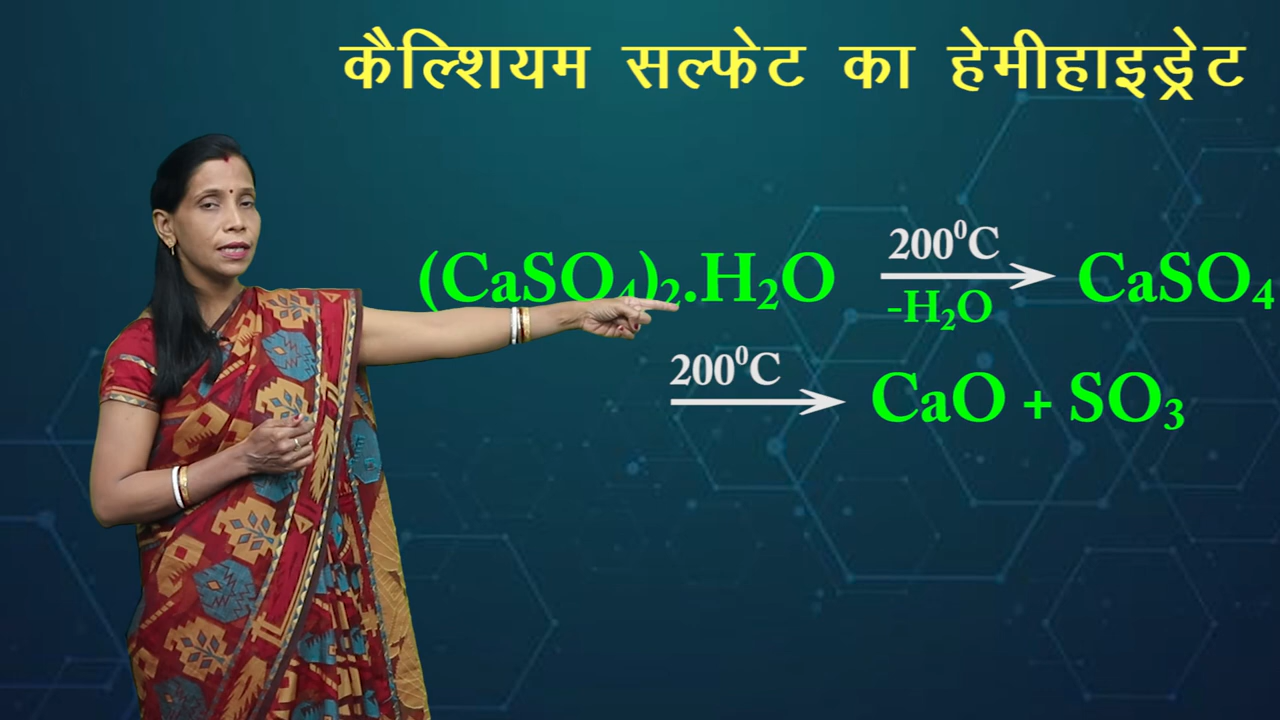 कैल्शियम सल्फेट का हेमीहाइड्रेट
200⁰C
(CaSO₄)₂.H₂O ⟶ CaSO₄
-H₂O
200⁰C
⟶ CaO + SO₃